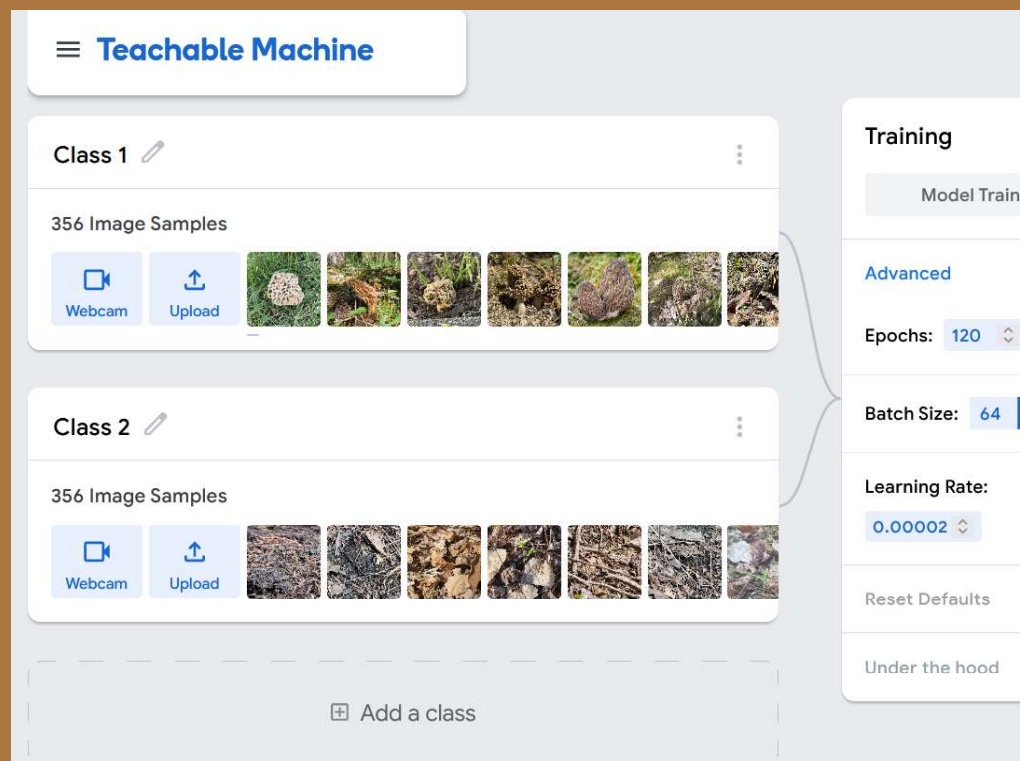 Teachable Machine
Class 1
356 Image Samples
Webcam
Upload
Class 2
356 Image Samples
Webcam
Upload
Add a class
Training
Model Train
Advanced
Epochs: 120
Batch Size: 64
Learning Rate:
0.00002
Reset Defaults
Under the hood